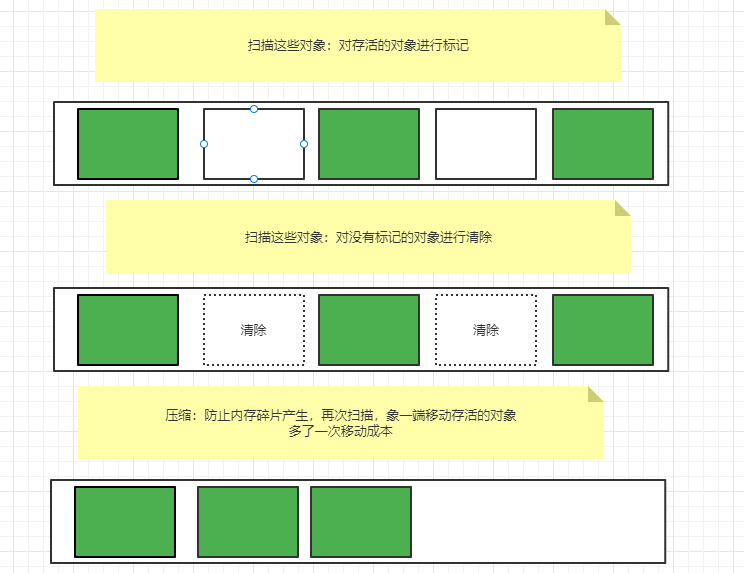 扫描这些对象：对存活的对象进行标记
扫描这些对象：对没有标记的对象进行清除
清除
清除
压缩：防止内存碎片产生，再次扫描，象一端移动存活的对象
多了一次移动成本